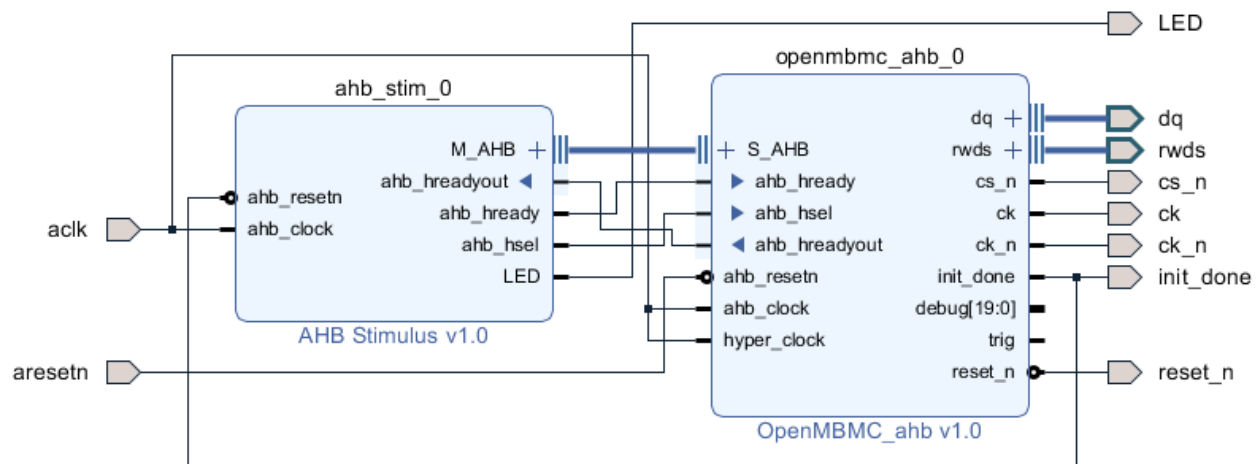 LED
openmbmc_ahb_0
ahb_stim_0
dq
dq
M_AHB
S_AHB
rwds
rwds
ahb_hreadyout
ahb_hready
cs_n
cs_n
ahb_resetn
ahb_hready
ahb_hsel
ck
ck
aclk
ahb_clock
ahb_hsel
ahb_hreadyout
ck_n
ck_n
LED
ahb_resetn
init_done
init_done
ahb_clock
debug[19:0]
AHB Stimulus v1.0
hyper_clock
trig
aresetn
reset_n
reset_n
OpenMBMC_ahb v1.0